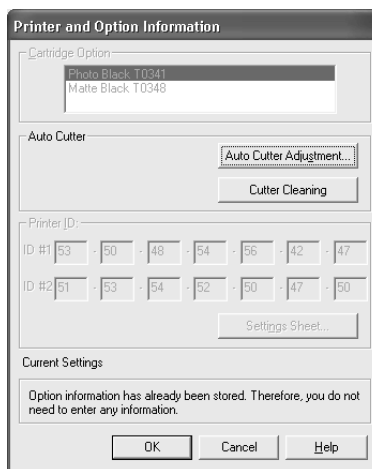 Printer and Option Information
Cartridge Option
Photo Black T0341
Matte Black T0348
Auto Cutter
Auto Cutter Adjustment...
Cutter Cleaning
Printer ID:
ID #1 53 - 50 - 48 - 54 - 56 - 42 - 47
ID #2 51 - 53 - 54 - 52 - 50 - 47 - 50
Settings Sheet...
Current Settings
Option information has already been stored. Therefore, you do not
need to enter any information.
OK Cancel Help